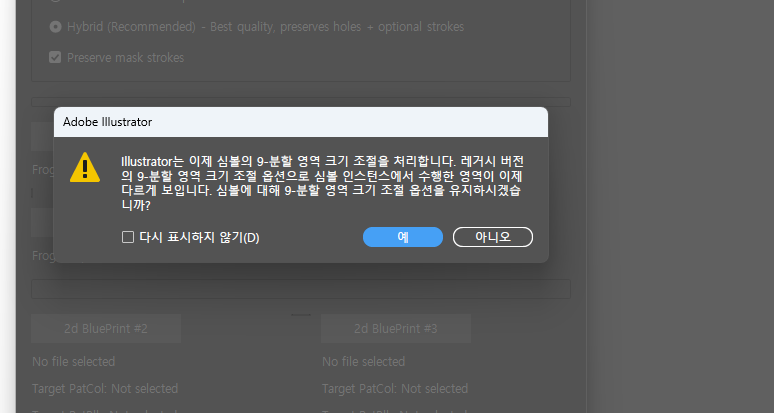 Hybrid (Recommended) - Best quality, preserves holes + optional strokes
Preserve mask strokes
Adobe Illustrator
Illustrator는 이제 심볼의 9-분할 영역 크기 조절을 처리합니다. 레거시 버전
의 9-분할 영역 크기 조절 옵션으로 심볼 인스턴스에서 수행한 영역이 이제
다르게 보입니다. 심볼에 대해 9-분할 영역 크기 조절 옵션을 유지하시겠습
니까?
다시 표시하지 않기(D)
예
아니오
Frog
Frog
2d BluePrint #2
2d BluePrint #3
No file selected
No file selected
Target PatCol: Not selected
Target PatCol: Not selected